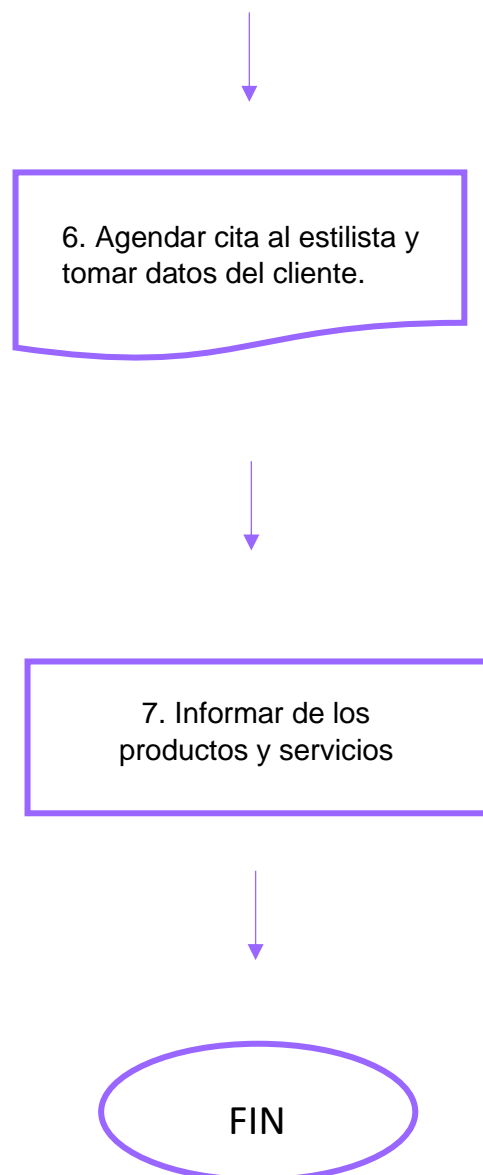 6. Agendar cita al estilista y
tomar datos del cliente.
7. Informar de los
productos y servicios
FIN